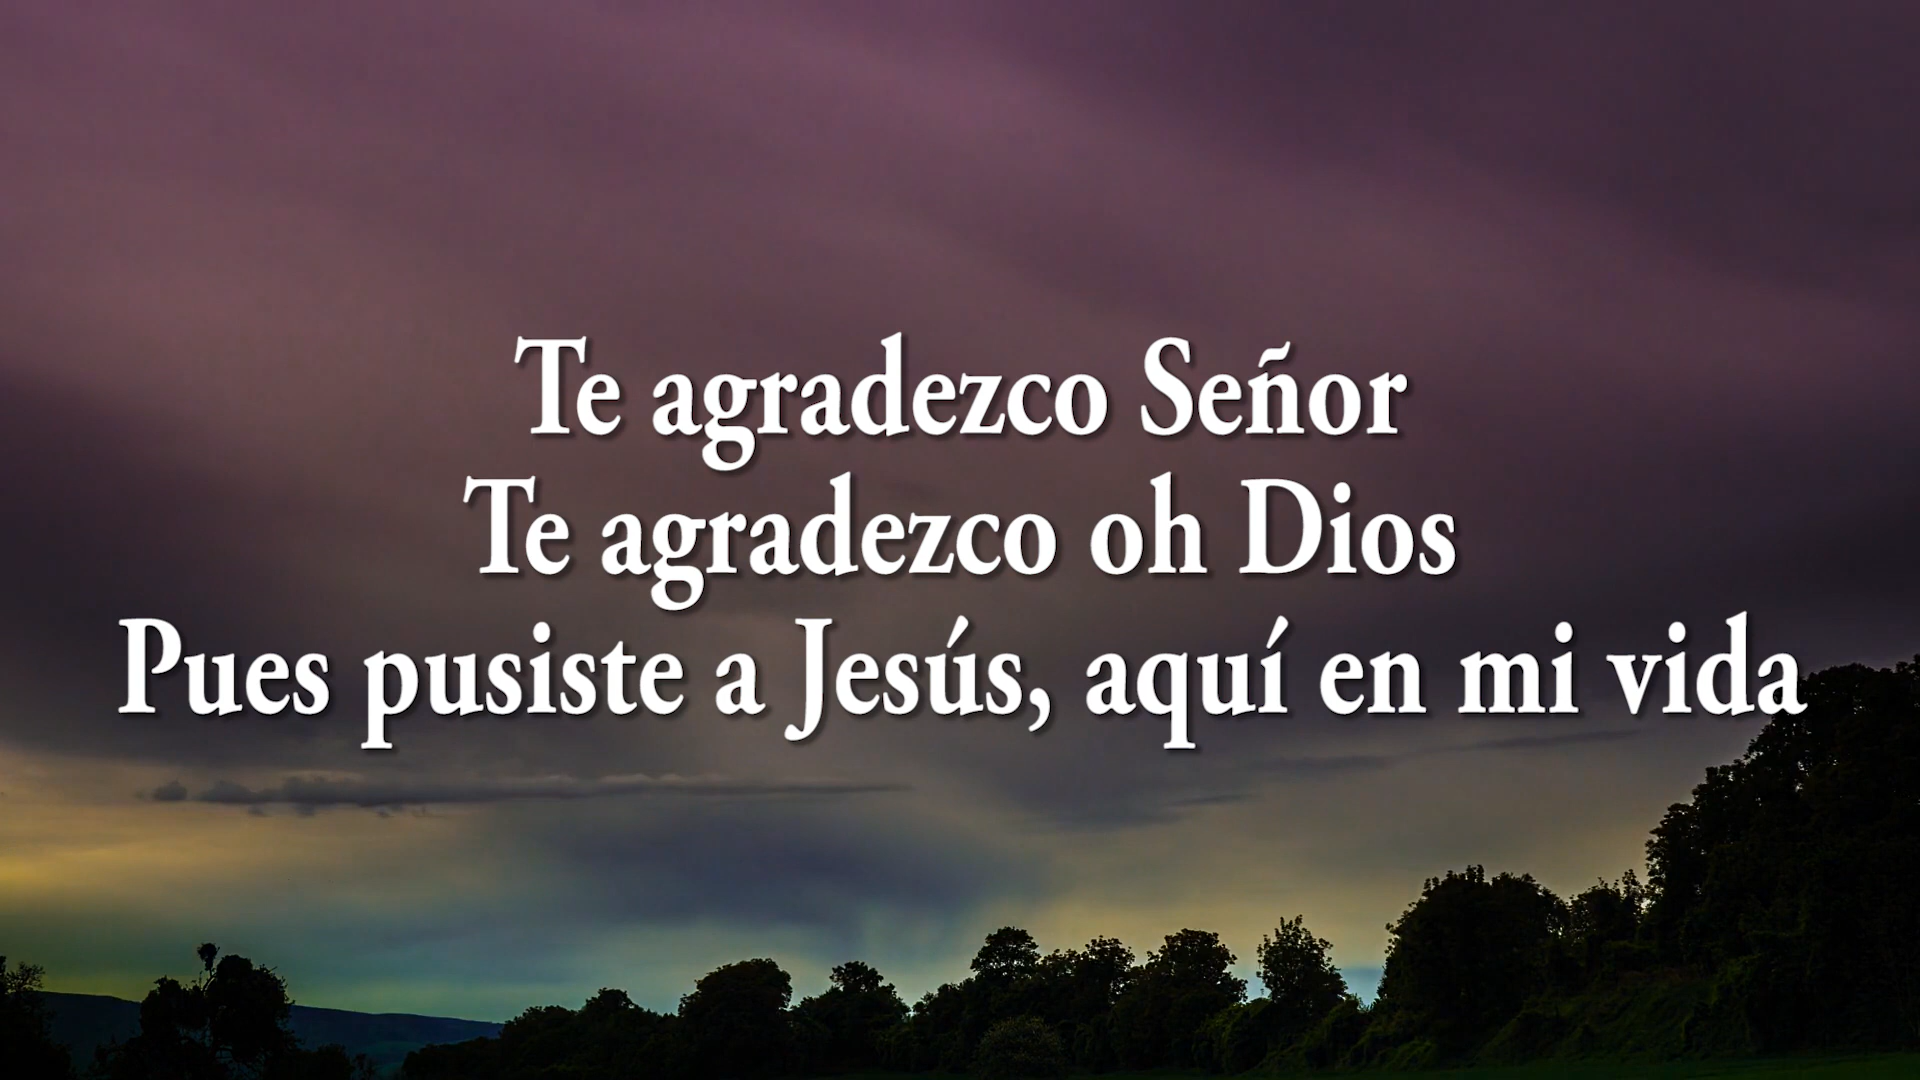 Te agradezco Señor
Te agradezco oh Dios
Pues pusiste a Jesús, aquí en mi vida